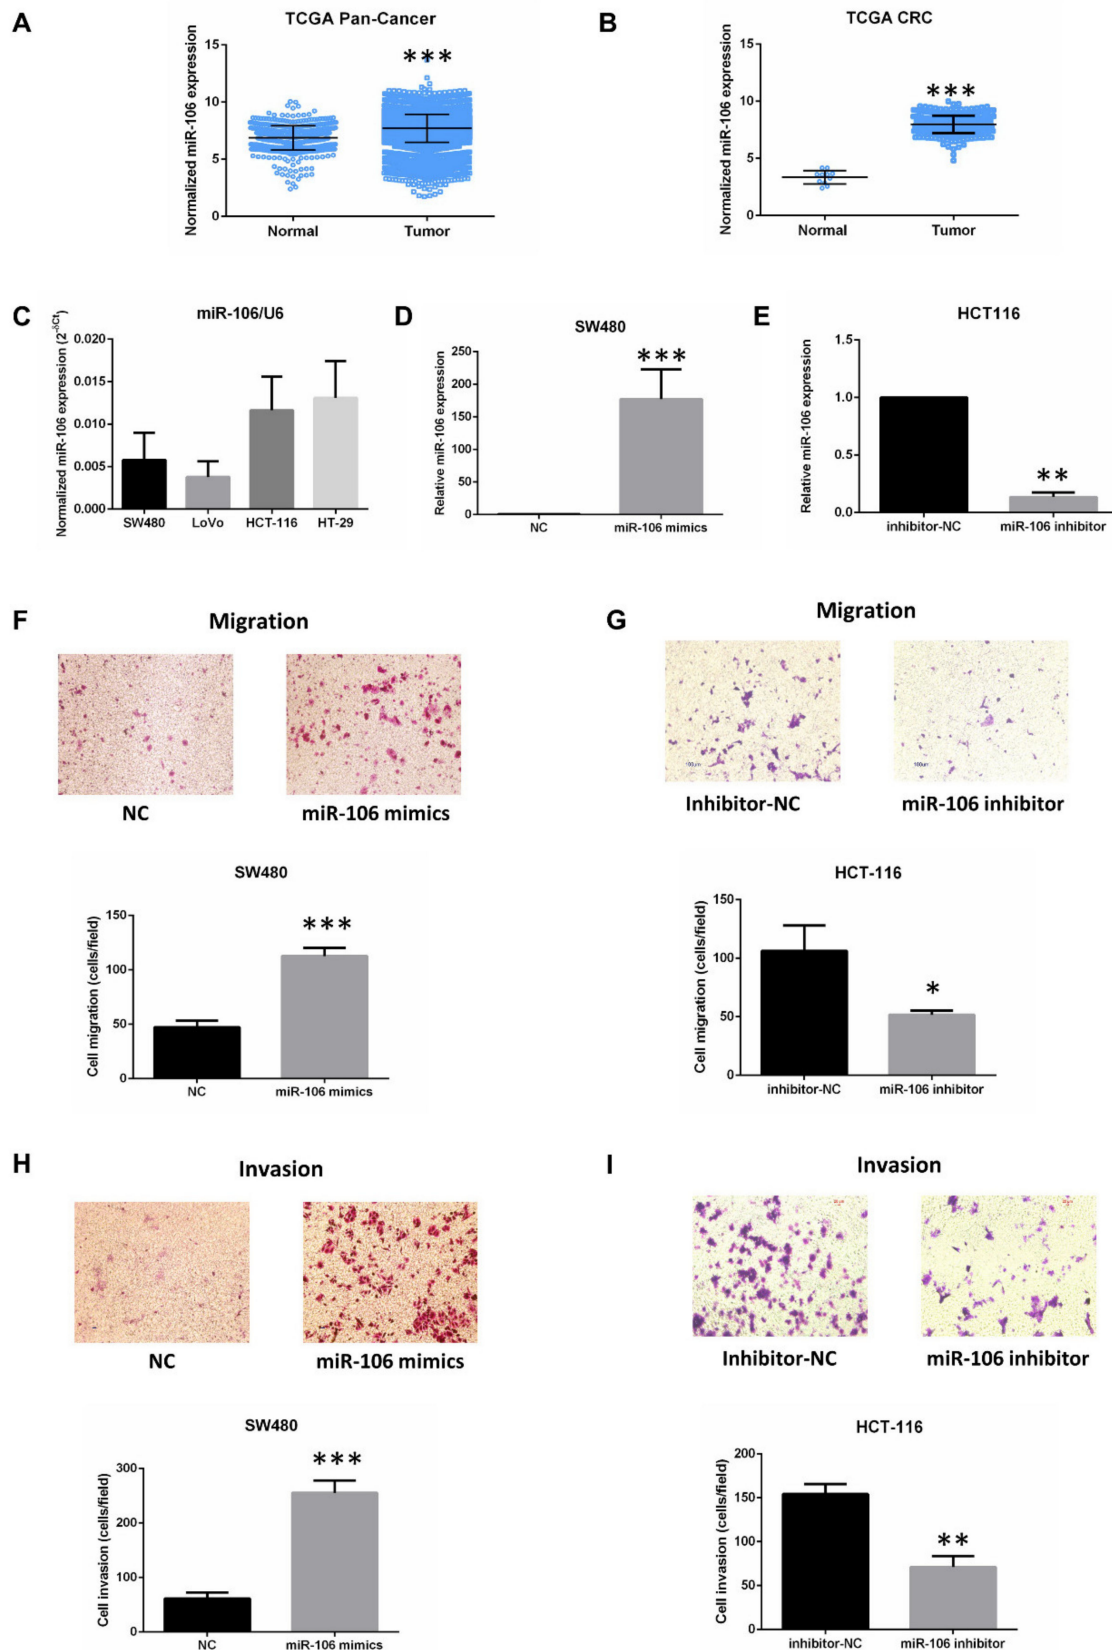 A
TCGA Pan-Cancer
Normalized miR-106 expression
15
10
5
0
***
Normal
Tumor
B
TCGA CRC
Normalized miR-106 expression
15
10
5
0
***
Normal
Tumor
C
miR-106/U6
Normalized miR-106 expression (2^-δCt)
0.020
0.015
0.010
0.005
0.000
SW480
LoVo
HCT-116
HT-29
D
SW480
Relative miR-106 expression
250
200
150
100
50
0
***
NC
miR-106 mimics
E
HCT116
Relative miR-106 expression
1.5
1.0
0.5
0.0
**
inhibitor-NC
miR-106 inhibitor
F
Migration
NC
miR-106 mimics
SW480
Cell migration (cells/field)
150
100
50
0
***
NC
miR-106 mimics
G
Migration
100um
100um
Inhibitor-NC
miR-106 inhibitor
HCT-116
Cell migration (cells/field)
200
150
100
50
0
*
inhibitor-NC
miR-106 inhibitor
H
Invasion
NC
miR-106 mimics
SW480
Cell invasion (cells/field)
300
200
100
0
***
NC
miR-106 mimics
I
Invasion
Inhibitor-NC
miR-106 inhibitor
HCT-116
Cell invasion (cells/field)
200
150
100
50
0
**
inhibitor-NC
miR-106 inhibitor